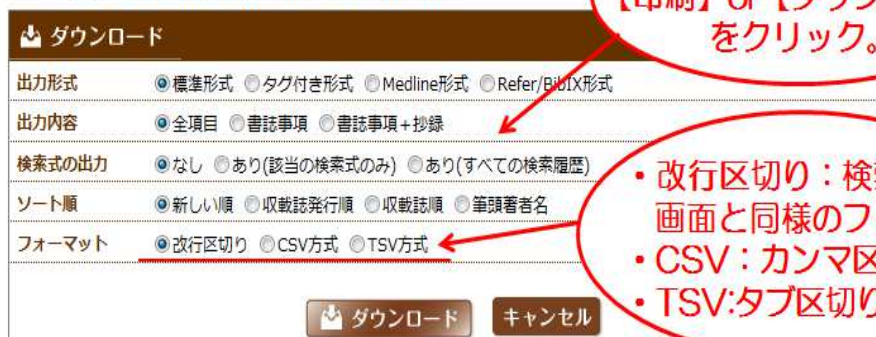 【印刷】or【クリッ
をクリック。
ダウンロード
出力形式 標準形式 タグ付き形式 Medline形式 Refer/BibIX形式
出力内容 全項目 書誌事項 書誌事項+抄録
検索式の出力 なし あり(該当の検索式のみ) あり(すべての検索履歴)
ソート順 新しい順 収載誌発行順 収載誌順 筆頭著者名
フォーマット 改行区切り CSV方式 TSV方式
・改行区切り：検索
画面と同様のフ
・CSV：カンマ区
・TSV:タブ区切り
ダウンロード キャンセル